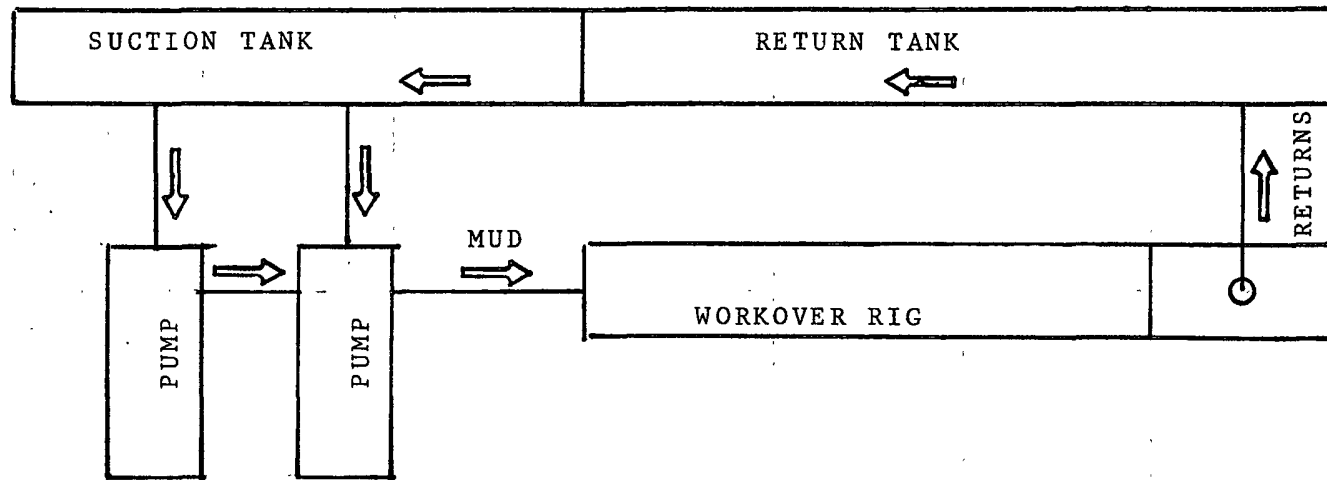 SUCTION TANK
RETURN TANK
RETURNS
MUD
PUMP
PUMP
WORKOVER RIG